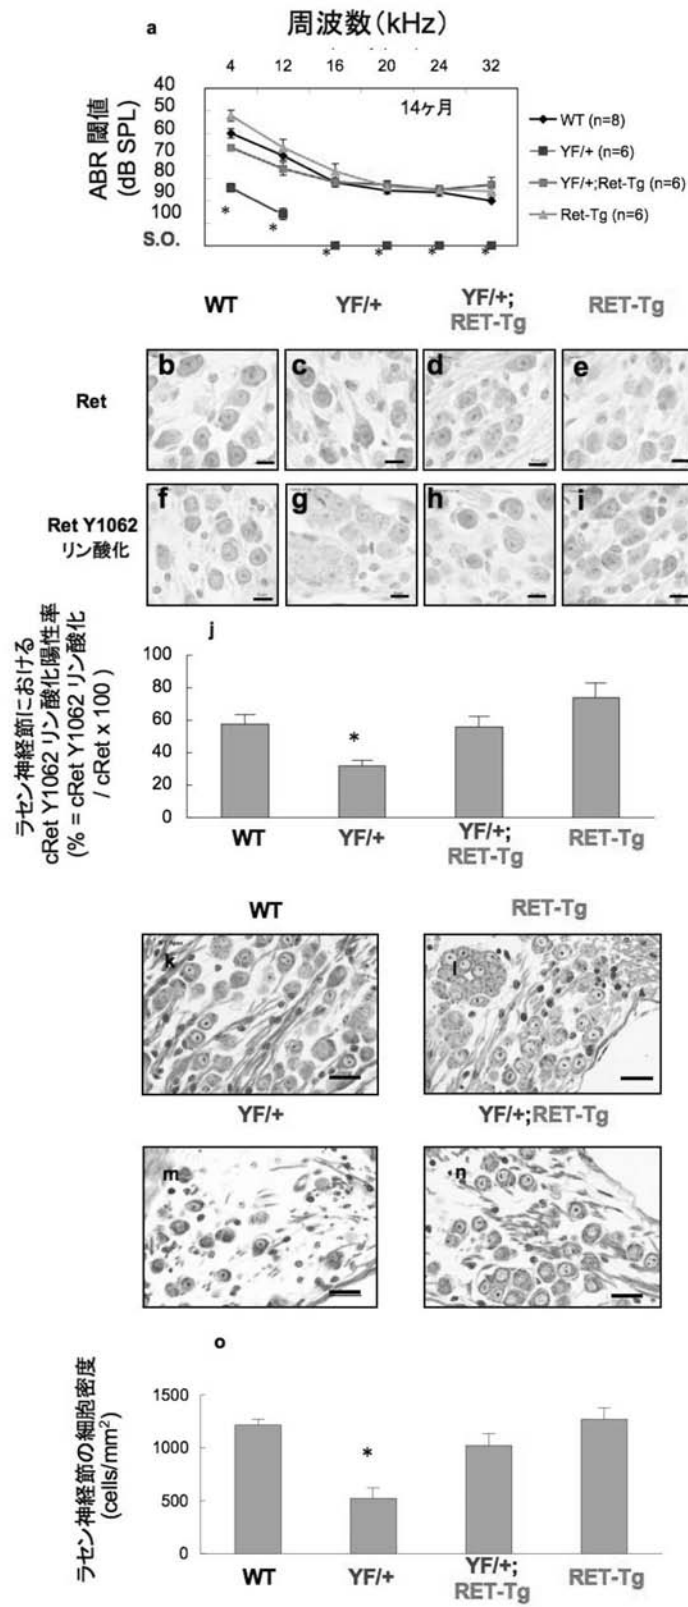 a
周波数(kHz)
4 12 16 20 24 32
ABR 閾値
(dB SPL)
40
50
60
70
80
90
100
S.O.
14ヶ月
WT (n=8)
YF/+ (n=6)
YF/+;Ret-Tg (n=6)
Ret-Tg (n=6)
* * * * * *
WT YF/+ YF/+; RET-Tg
RET-Tg
Ret
b c d e
Ret Y1062
リン酸化
f g h i
j
ラセン神経節における
cRet Y1062 リン酸化陽性率
(% = cRet Y1062 リン酸化
/ cRet x 100 )
100
80
60
40
20
0
*
WT YF/+ YF/+; RET-Tg
RET-Tg
WT RET-Tg
k l
YF/+ YF/+;RET-Tg
m n
o
ラセン神経節の細胞密度
(cells/mm²)
1500
1000
500
0
*
WT YF/+ YF/+; RET-Tg
RET-Tg